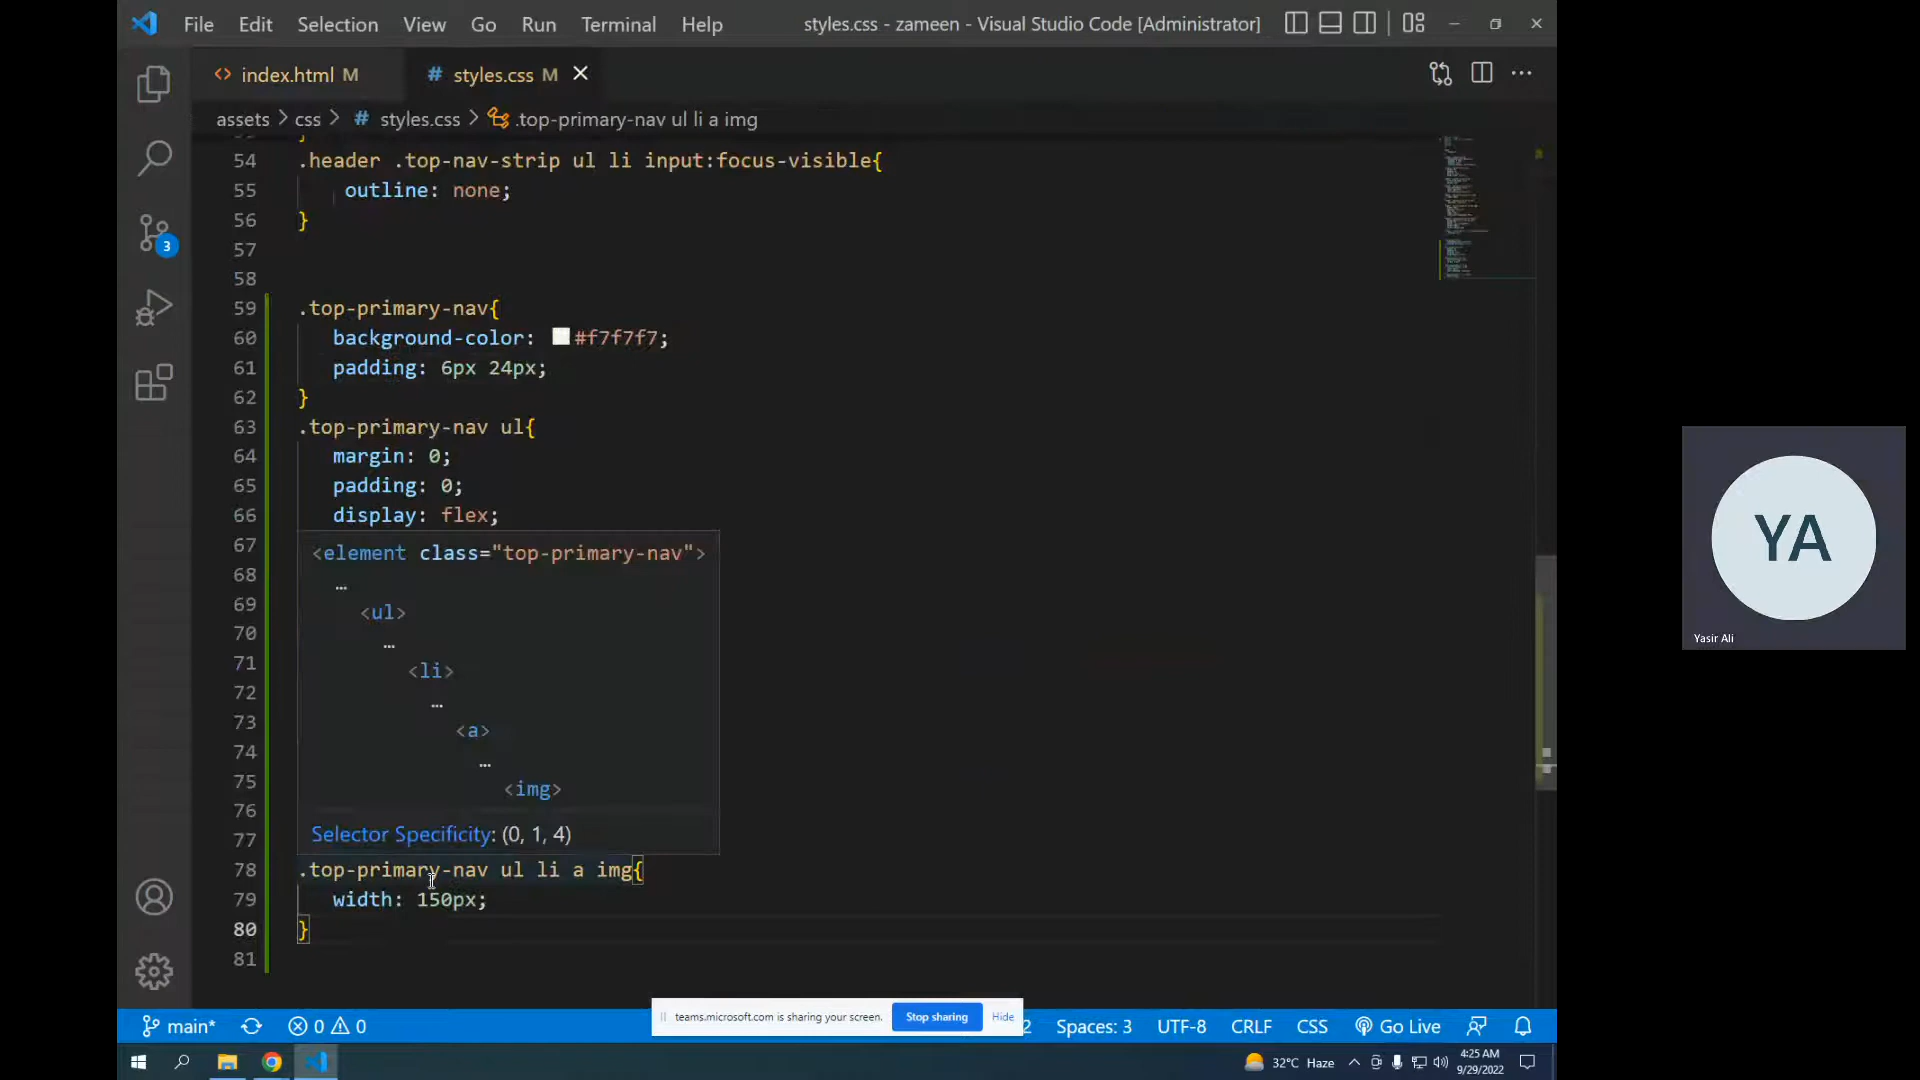 File Edit Selection View Go Run Terminal Help styles.css - zameen - Visual Studio Code [Administrator]
index.html M # styles.css M
assets > css > # styles.css > .top-primary-nav ul li a img
54 .header .top-nav-strip ul li input:focus-visible{
55 outline: none;
56 }
57
58
59 .top-primary-nav{
60 background-color: #f7f7f7;
61 padding: 6px 24px;
62 }
63 .top-primary-nav ul{
64 margin: 0;
65 padding: 0;
66 display: flex;
67
<element class="top-primary-nav">
68 …
69 <ul>
70 …
71 <li>
72 …
73 <a>
74 …
75 <img>
76
77 Selector Specificity: (0, 1, 4)
78 .top-primary-nav ul li a img{
79 width: 150px;
80 }
81
3
YA
Yasir Ali
teams.microsoft.com is sharing your screen. Stop sharing Hide
main* 0 0 2 Spaces: 3 UTF-8 CRLF CSS Go Live
32°C Haze 4:25 AM
9/29/2022